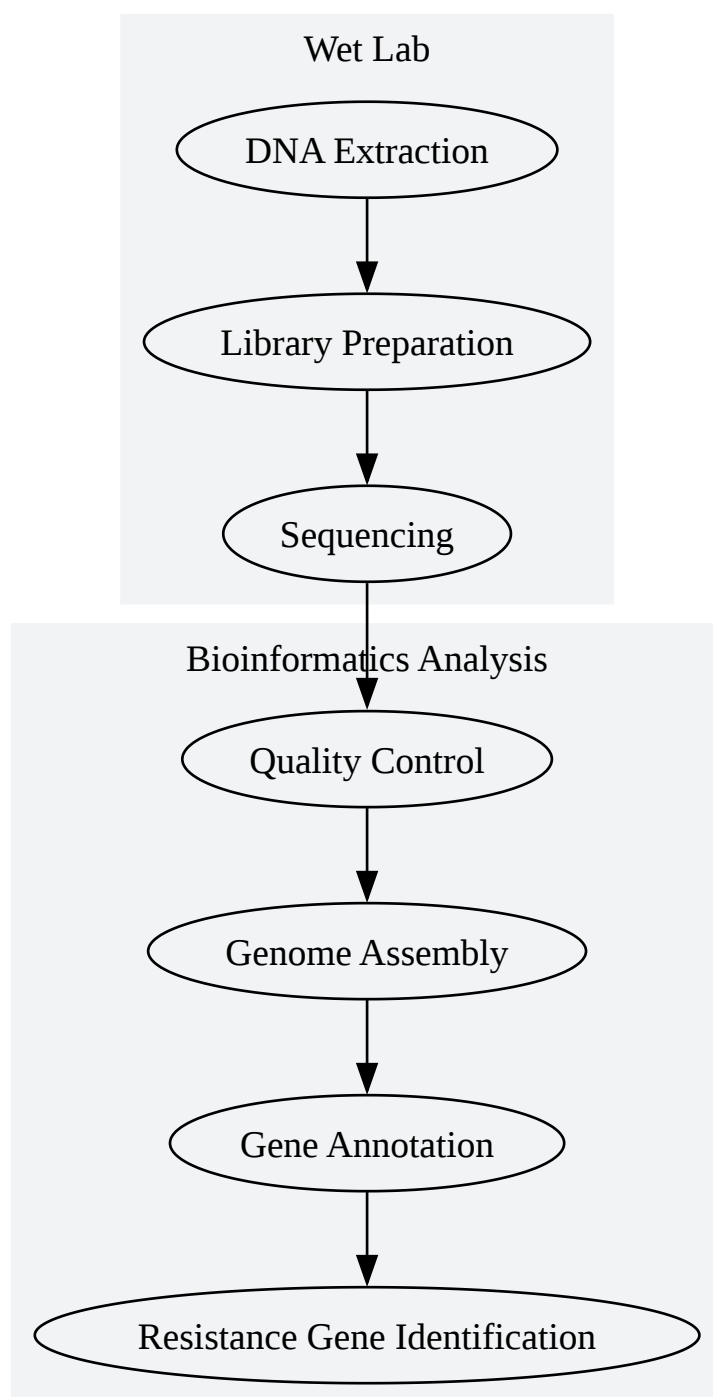 Wet Lab
DNA Extraction
Library Preparation
Sequencing
Bioinformatics Analysis
Quality Control
Genome Assembly
Gene Annotation
Resistance Gene Identification